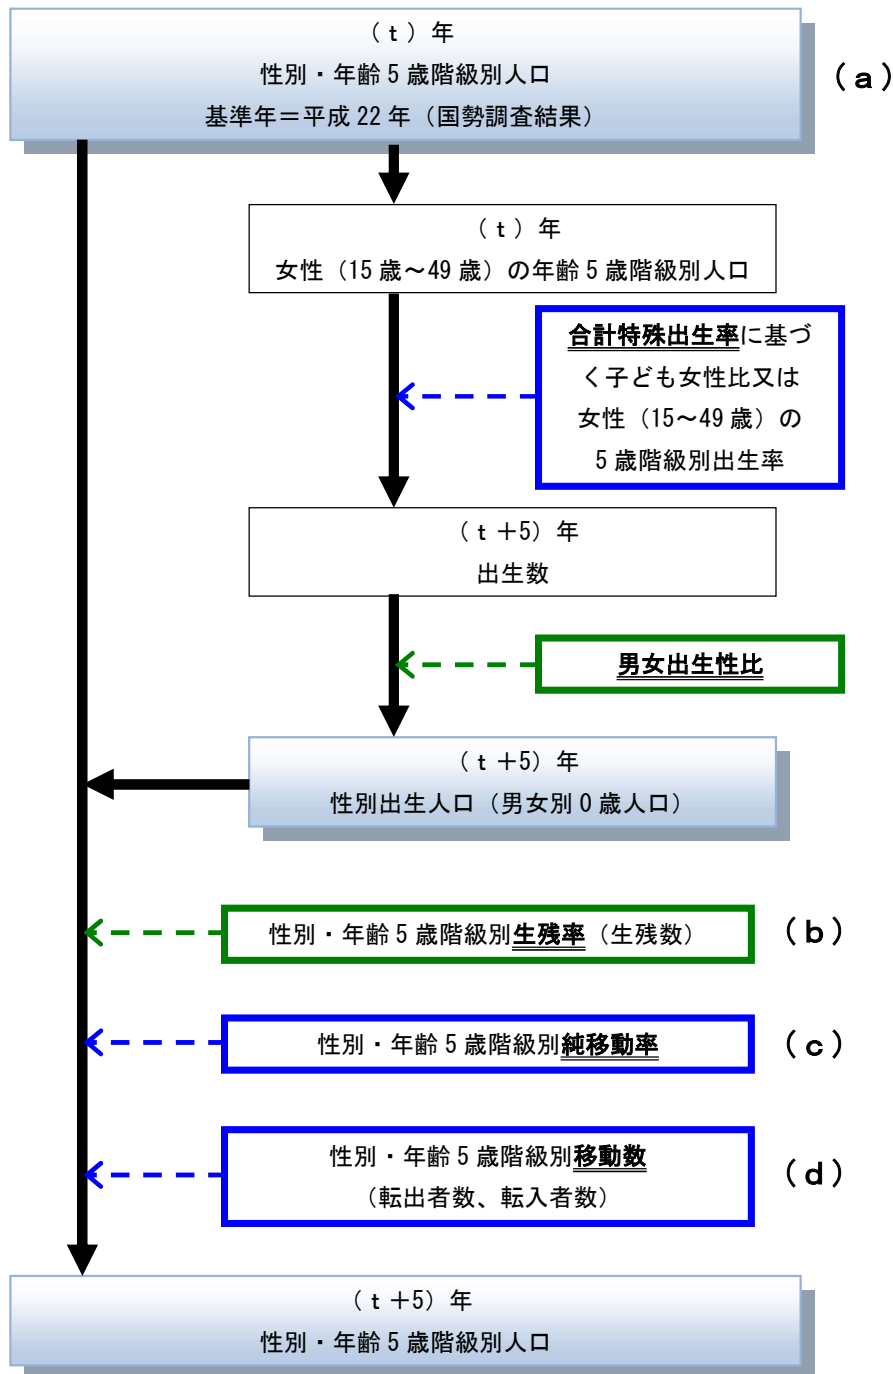 （ｔ）年
性別・年齢５歳階級別人口
基準年＝平成22年（国勢調査結果）
（ａ）
（ｔ）年
女性（15歳～49歳）の年齢５歳階級別人口
合計特殊出生率に基づ
く子ども女性比又は
女性（15～49歳）の
５歳階級別出生率
（ｔ＋5）年
出生数
男女出生性比
（ｔ＋5）年
性別出生人口（男女別０歳人口）
性別・年齢５歳階級別生残率（生残数）
（ｂ）
性別・年齢５歳階級別純移動率
（ｃ）
性別・年齢５歳階級別移動数
（転出者数、転入者数）
（ｄ）
（ｔ＋5）年
性別・年齢５歳階級別人口